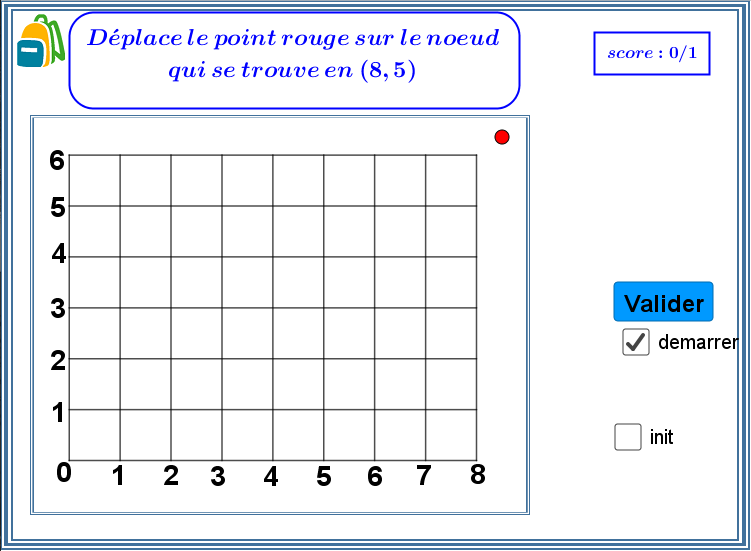 Déplace le point rouge sur le noeud
qui se trouve en (8, 5)
score : 0/1
6
5
4
3
2
1
0 1 2 3 4 5 6 7 8
Valider
demarrer
init